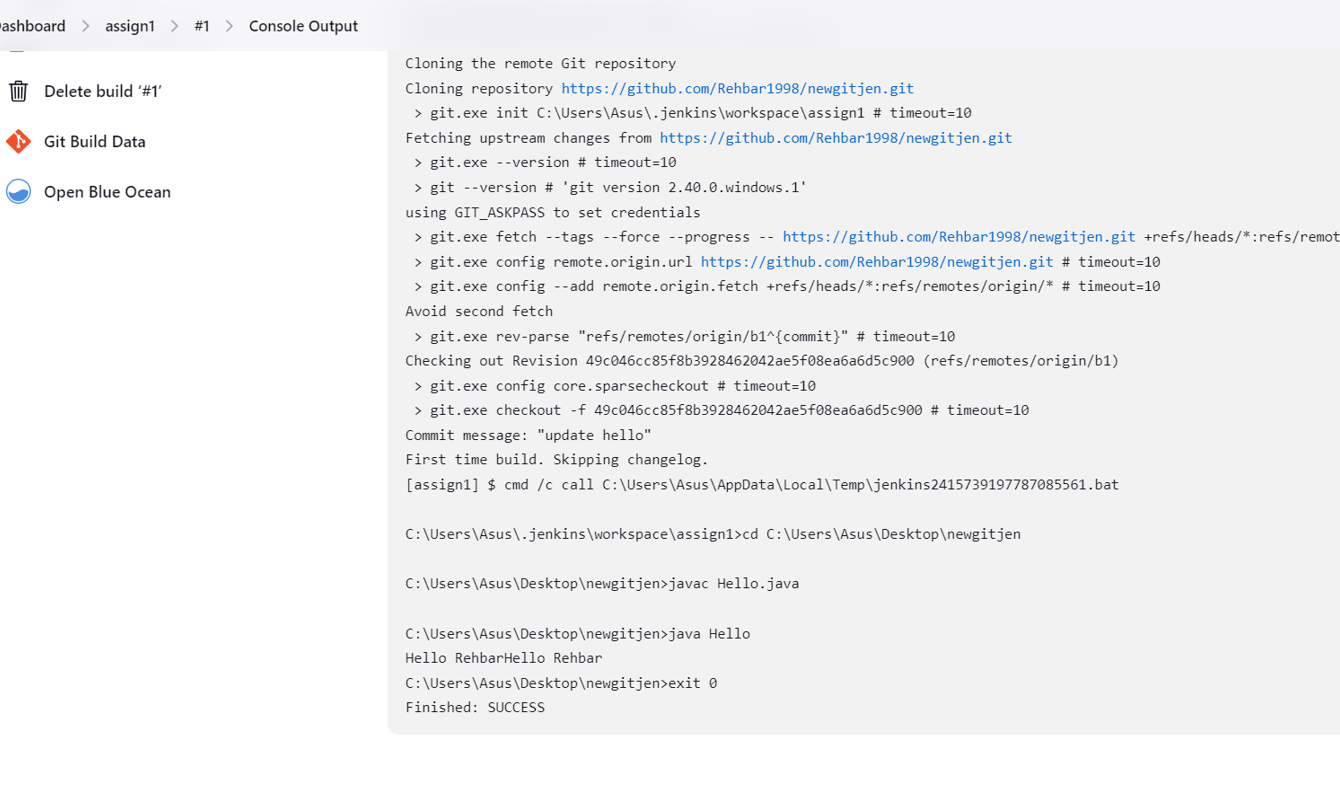 ashboard > assign1 > #1 > Console Output
Delete build ‘#1’
Git Build Data
Open Blue Ocean
Cloning the remote Git repository
Cloning repository https://github.com/Rehbar1998/newgitjen.git
 > git.exe init C:\Users\Asus\.jenkins\workspace\assign1 # timeout=10
Fetching upstream changes from https://github.com/Rehbar1998/newgitjen.git
 > git.exe --version # timeout=10
 > git --version # 'git version 2.40.0.windows.1'
using GIT_ASKPASS to set credentials
 > git.exe fetch --tags --force --progress -- https://github.com/Rehbar1998/newgitjen.git +refs/heads/*:refs/remot
 > git.exe config remote.origin.url https://github.com/Rehbar1998/newgitjen.git # timeout=10
 > git.exe config --add remote.origin.fetch +refs/heads/*:refs/remotes/origin/* # timeout=10
Avoid second fetch
 > git.exe rev-parse "refs/remotes/origin/b1^{commit}" # timeout=10
Checking out Revision 49c046cc85f8b3928462042ae5f08ea6a6d5c900 (refs/remotes/origin/b1)
 > git.exe config core.sparsecheckout # timeout=10
 > git.exe checkout -f 49c046cc85f8b3928462042ae5f08ea6a6d5c900 # timeout=10
Commit message: "update hello"
First time build. Skipping changelog.
[assign1] $ cmd /c call C:\Users\Asus\AppData\Local\Temp\jenkins2415739197787085561.bat
C:\Users\Asus\.jenkins\workspace\assign1>cd C:\Users\Asus\Desktop\newgitjen
C:\Users\Asus\Desktop\newgitjen>javac Hello.java
C:\Users\Asus\Desktop\newgitjen>java Hello
Hello RehbarHello Rehbar
C:\Users\Asus\Desktop\newgitjen>exit 0
Finished: SUCCESS